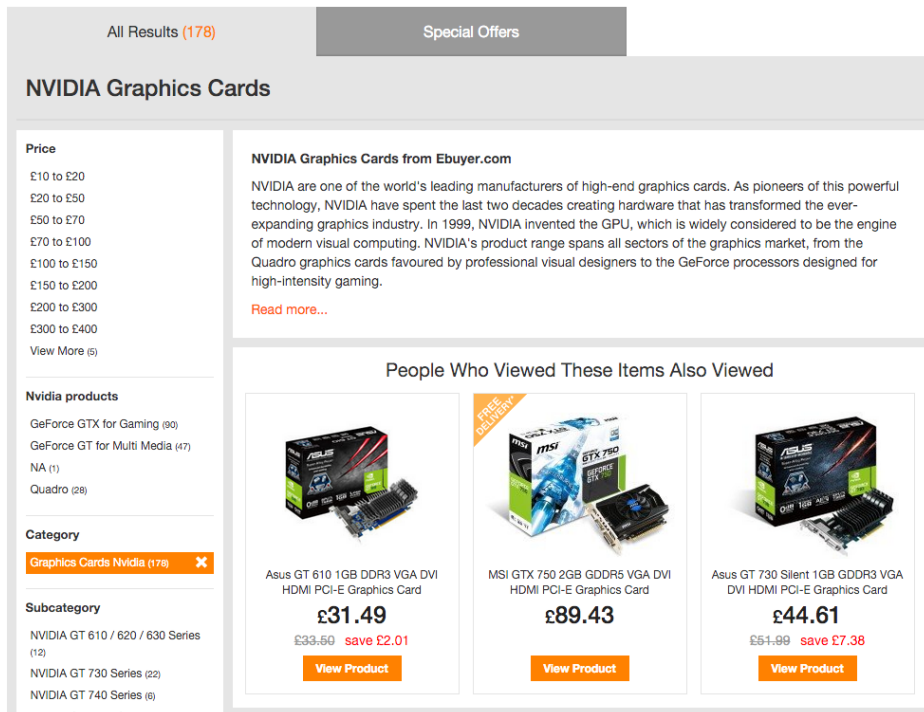 All Results (178)
Special Offers
NVIDIA Graphics Cards
Price
£10 to £20
£20 to £50
£50 to £70
£70 to £100
£100 to £150
£150 to £200
£200 to £300
£300 to £400
View More (5)
Nvidia products
GeForce GTX for Gaming (90)
GeForce GT for Multi Media (47)
NA (1)
Quadro (28)
Category
Graphics Cards Nvidia (178)
Subcategory
NVIDIA GT 610 / 620 / 630 Series
(12)
NVIDIA GT 730 Series (22)
NVIDIA GT 740 Series (6)
NVIDIA Graphics Cards from Ebuyer.com
NVIDIA are one of the world's leading manufacturers of high-end graphics cards. As pioneers of this powerful
technology, NVIDIA have spent the last two decades creating hardware that has transformed the ever-
expanding graphics industry. In 1999, NVIDIA invented the GPU, which is widely considered to be the engine
of modern visual computing. NVIDIA's product range spans all sectors of the graphics market, from the
Quadro graphics cards favoured by professional visual designers to the GeForce processors designed for
high-intensity gaming.
Read more...
People Who Viewed These Items Also Viewed
ASUS
Asus GT 610 1GB DDR3 VGA DVI
HDMI PCI-E Graphics Card
£31.49
£33.50 save £2.01
View Product
FREE
DELIVERY*
msi
msi
GTX 750
GEFORCE
GTX 750
MSI GTX 750 2GB GDDR5 VGA DVI
HDMI PCI-E Graphics Card
£89.43
View Product
ASUS
Asus GT 730 Silent 1GB GDDR3 VGA
DVI HDMI PCI-E Graphics Card
£44.61
£51.99 save £7.38
View Product